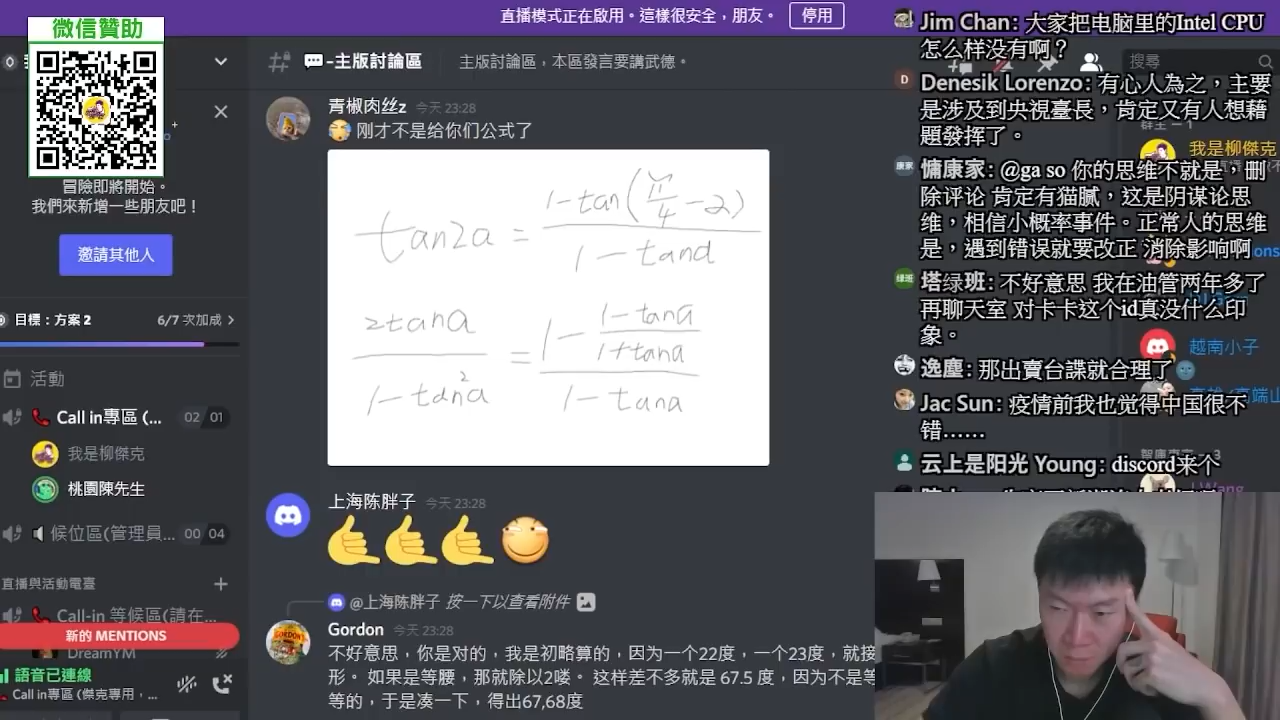 直播模式正在啟用。這樣很安全，朋友。
停用
微信贊助
冒險即將開始。
我們來新增一些朋友吧！
邀請其他人
目標：方案 2
6/7 次加成
活動
Call in專區 (...
02 01
我是柳傑克
桃園陳先生
候位區(管理員...
00 04
直播與活動電臺
Call-in 等候區(請在...
新的 MENTIONS
DreamYM
語音已連線
Call in專區 (傑克專用，...
-主版討論區
主版討論區，本區發言要講武德。
搜尋
青椒肉丝z 今天 23:28
刚才不是给你们公式了
tan2a = 1-tan(π/4-2) / 1-tand
2tana / 1-tan²a = 1- 1-tana / 1+tana / 1-tana
上海陈胖子 今天 23:28
@上海陈胖子 按一下以查看附件
Gordon 今天 23:28
不好意思，你是对的，我是初略算的，因为一个22度，一个23度，就接
形。 如果是等腰，那就除以2喽。 这样差不多就是 67.5 度，因为不是等
等的，于是凑一下，得出67,68度
Jim Chan: 大家把电脑里的Intel CPU
怎么样没有啊？
Denesik Lorenzo: 有心人為之，主要
是涉及到央視臺長，肯定又有人想藉
題發揮了。
我是柳傑克
傭康家: @ga so 你的思维不就是，删
除评论 肯定有猫腻，这是阴谋论思
维，相信小概率事件。正常人的思维
是，遇到错误就要改正 消除影响啊
塔绿班: 不好意思 我在油管两年多了
再聊天室 对卡卡这个id真没什么印
象。
越南小子
逸塵: 那出賣台諜就合理了
Jac Sun: 疫情前我也觉得中国很不
错……
云上是阳光 Young: discord来个